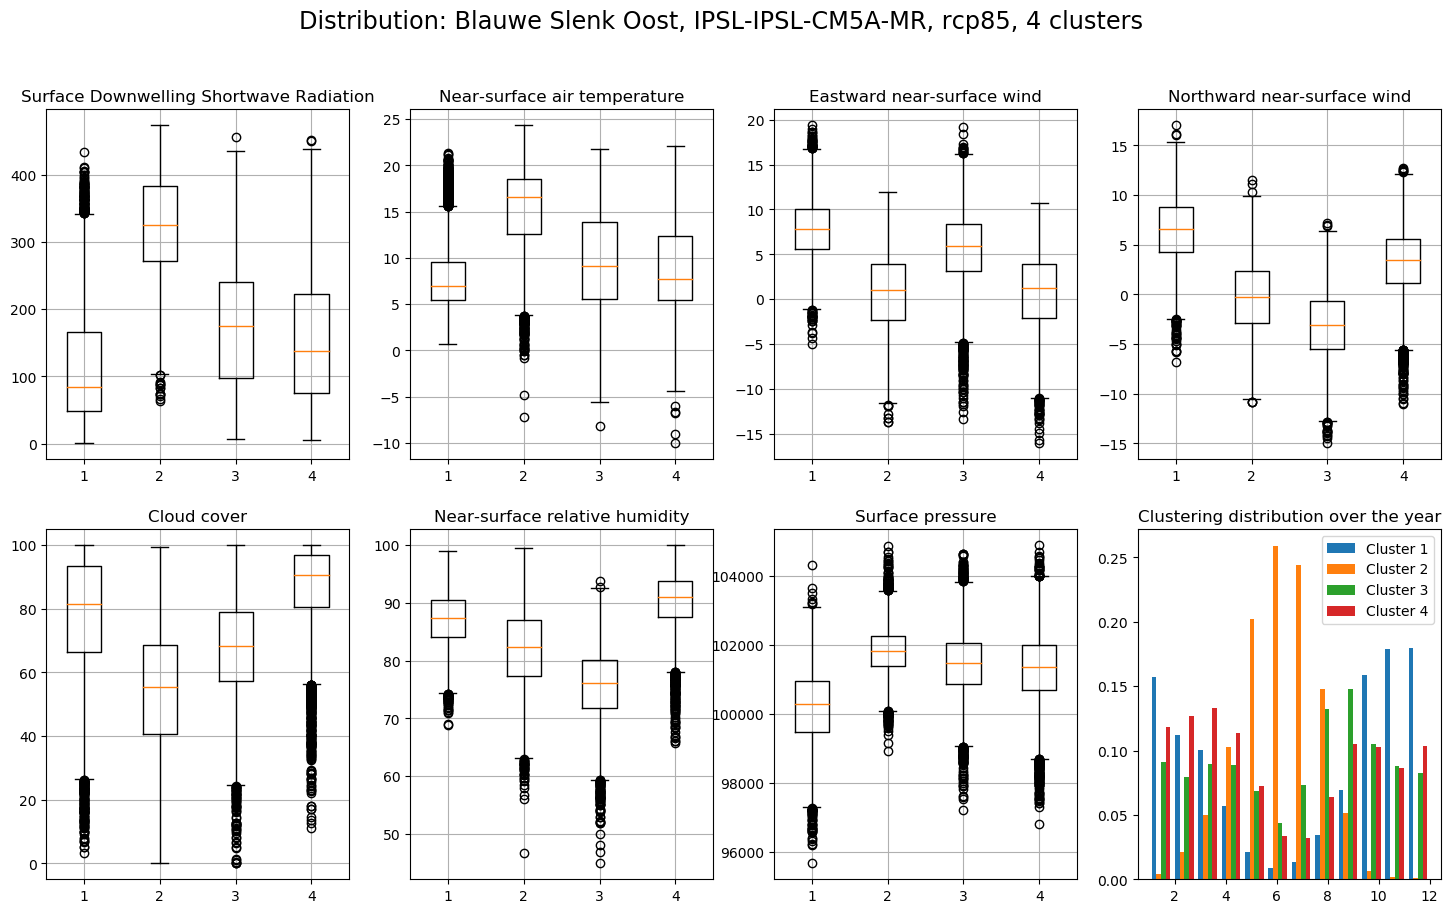 Distribution: Blauwe Slenk Oost, IPSL-IPSL-CM5A-MR, rcp85, 4 clusters
Surface Downwelling Shortwave Radiation
400
300
200
100
0
1 2 3 4
Near-surface air temperature
25
20
15
10
5
0
−5
−10
1 2 3 4
Eastward near-surface wind
20
15
10
5
0
−5
−10
−15
1 2 3 4
Northward near-surface wind
15
10
5
0
−5
−10
−15
1 2 3 4
Cloud cover
100
80
60
40
20
0
1 2 3 4
Near-surface relative humidity
100
90
80
70
60
50
1 2 3 4
Surface pressure
104000
102000
100000
98000
96000
1 2 3 4
Clustering distribution over the year
0.25
0.20
0.15
0.10
0.05
0.00
2 4 6 8 10 12
Cluster 1
Cluster 2
Cluster 3
Cluster 4